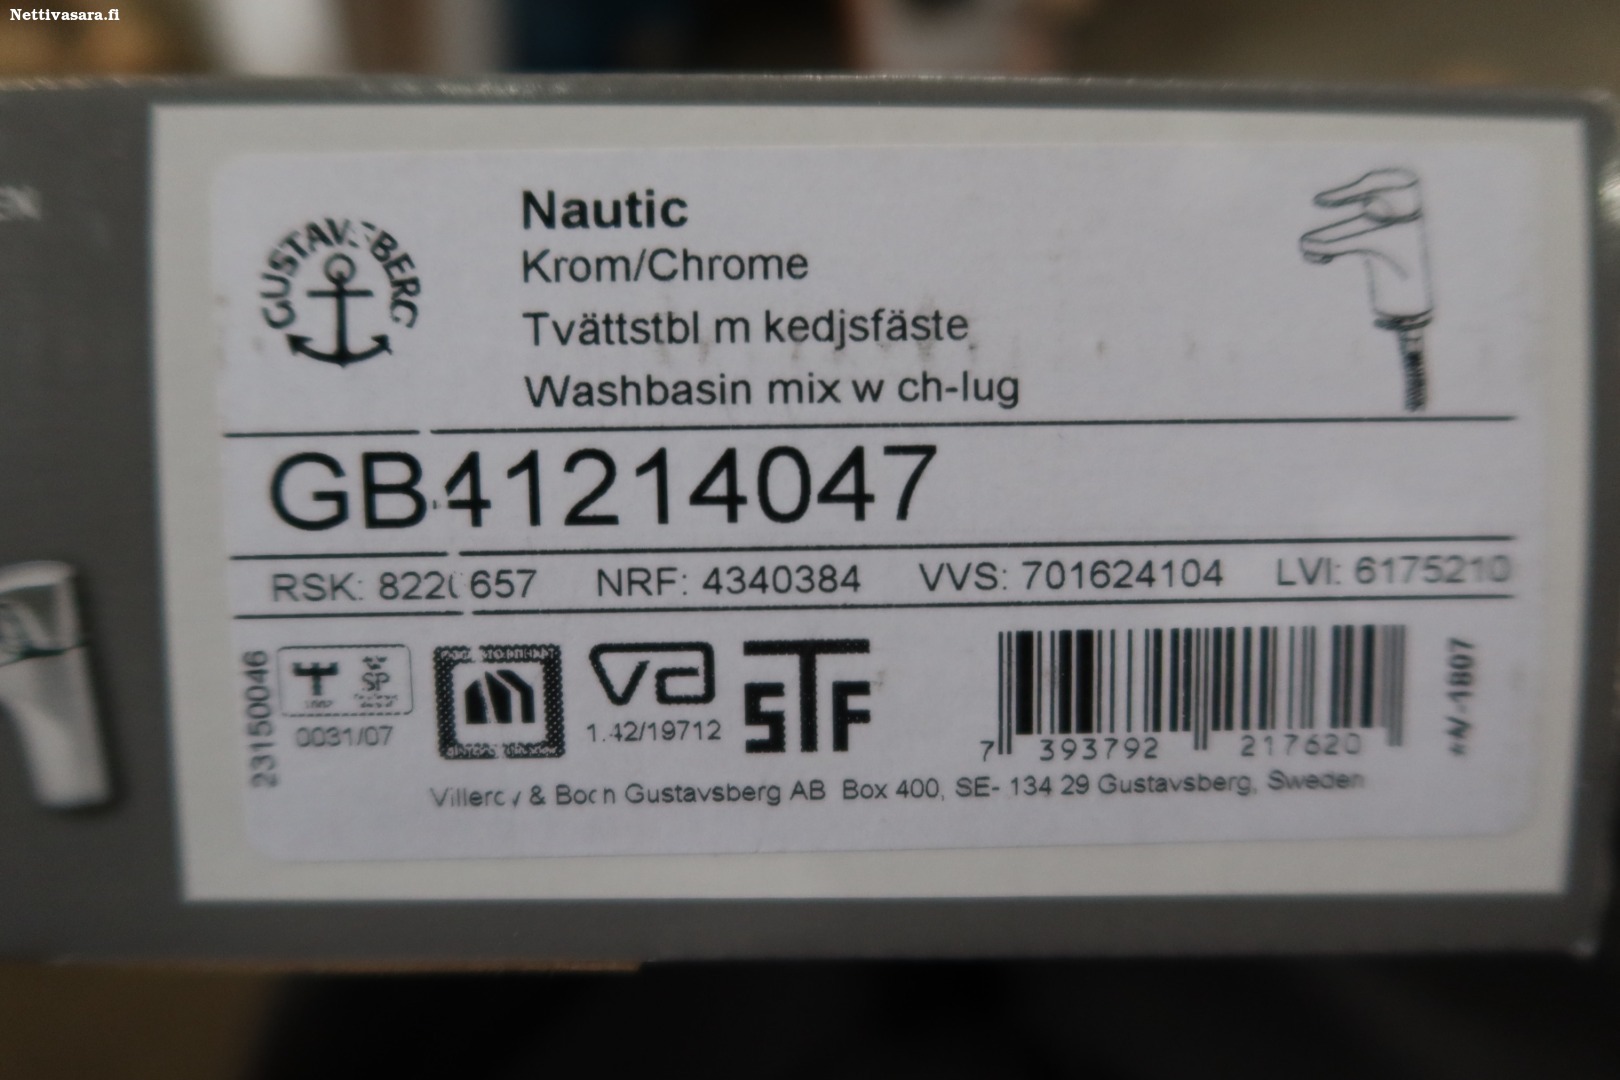 Nettivasara.fi
GUSTAVSBERG
Nautic
Krom/Chrome
Tvättstbl m kedjsfäste
Washbasin mix w ch-lug
GB41214047
RSK: 8220657 NRF: 4340384 VVS: 701624104 LVI: 6175210
23150046
SP
0031/07
va
1.42/19712
STF
7 393792 217620
Villeroy & Boch Gustavsberg AB Box 400, SE- 134 29 Gustavsberg, Sweden